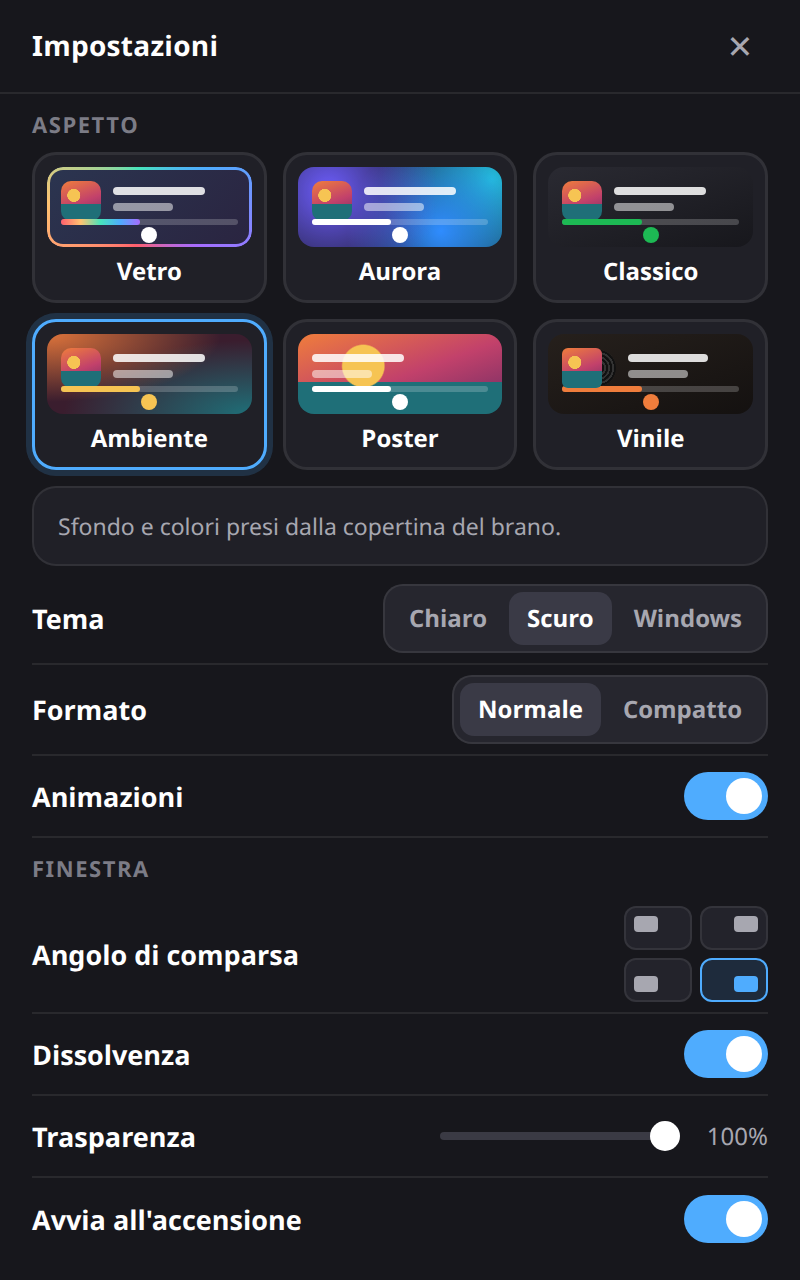 Impostazioni
ASPETTO
Vetro
Aurora
Classico
Ambiente
Poster
Vinile
Sfondo e colori presi dalla copertina del brano.
Tema
Chiaro
Scuro
Windows
Formato
Normale
Compatto
Animazioni
FINESTRA
Angolo di comparsa
Dissolvenza
Trasparenza
100%
Avvia all'accensione